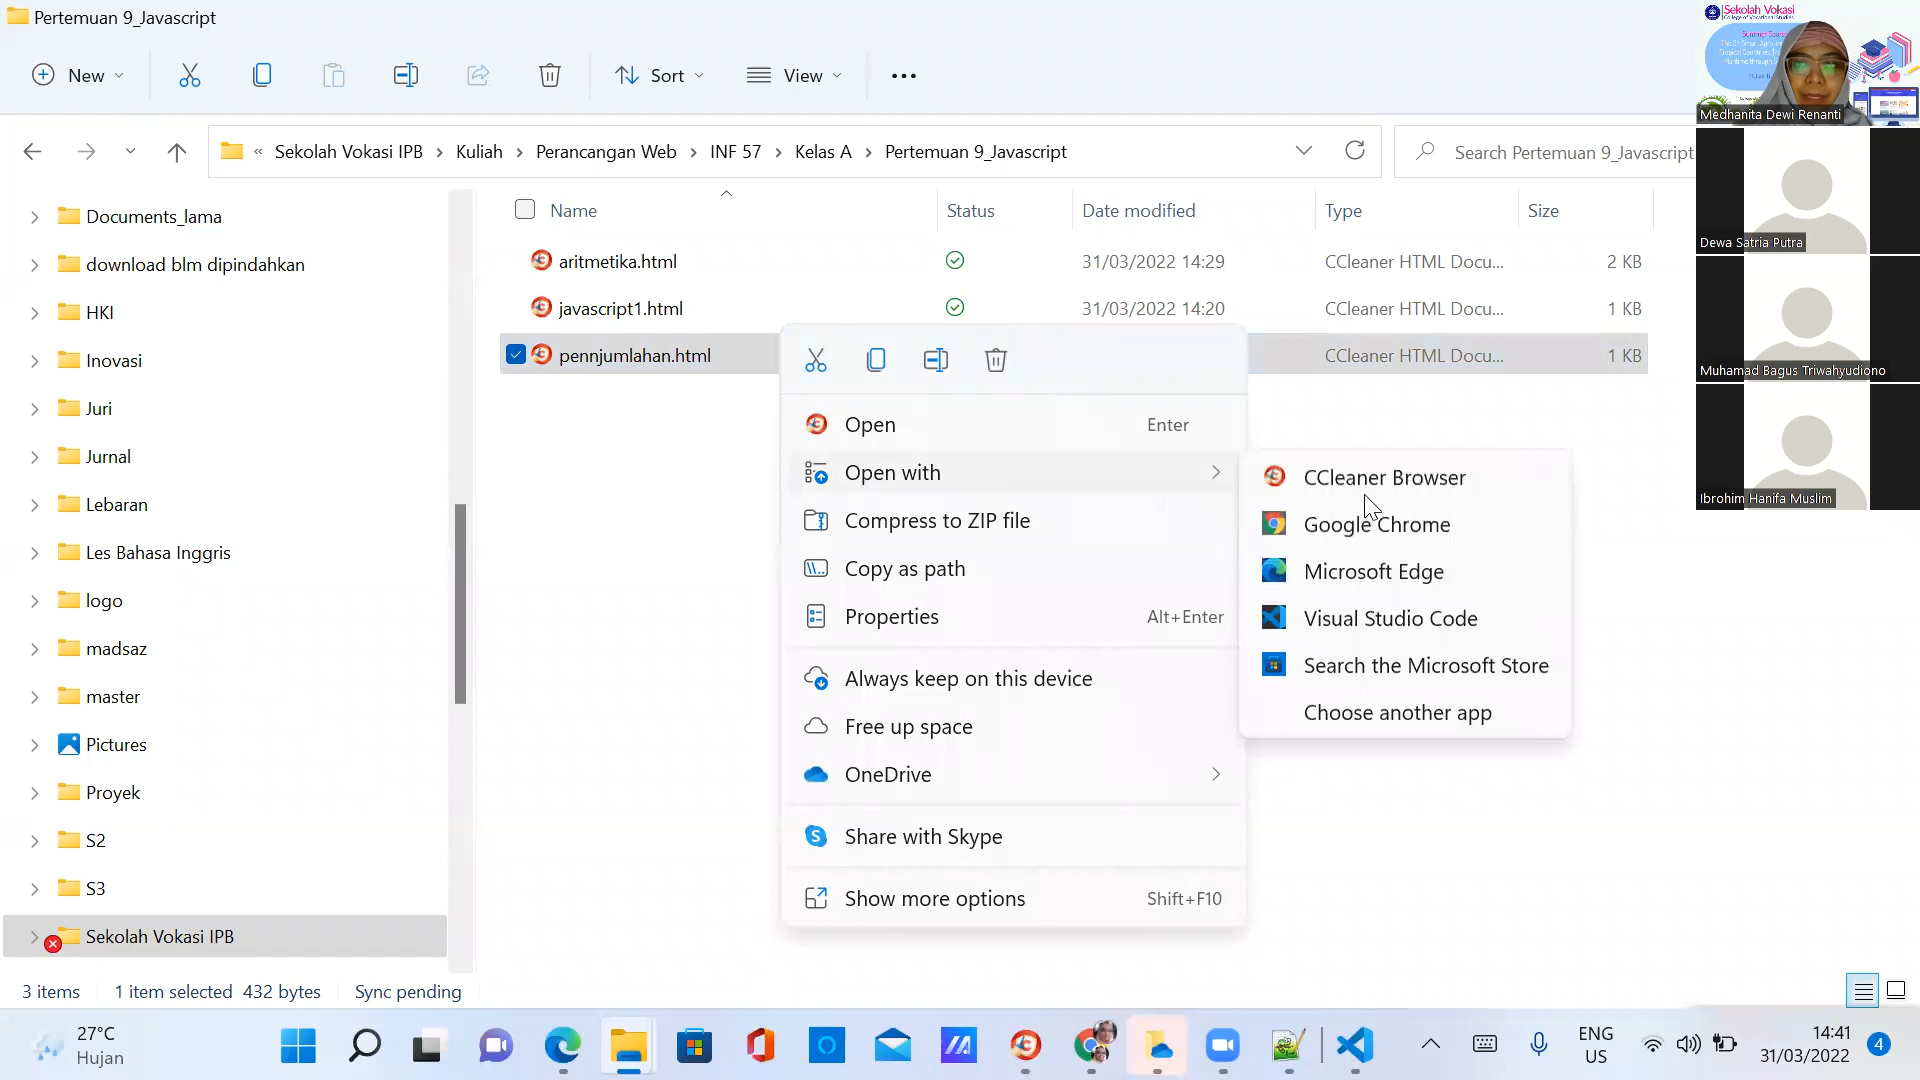 Pertemuan 9_Javascript
New
Sort
View
« Sekolah Vokasi IPB > Kuliah > Perancangan Web > INF 57 > Kelas A > Pertemuan 9_Javascript
Search Pertemuan 9_Javascript
Name Status Date modified Type Size
aritmetika.html 31/03/2022 14:29 CCleaner HTML Docu... 2 KB
javascript1.html 31/03/2022 14:20 CCleaner HTML Docu... 1 KB
pennjumlahan.html CCleaner HTML Docu... 1 KB
Documents_lama
download blm dipindahkan
HKI
Inovasi
Juri
Jurnal
Lebaran
Les Bahasa Inggris
logo
madsaz
master
Pictures
Proyek
S2
S3
Sekolah Vokasi IPB
Open Enter
Open with
Compress to ZIP file
Copy as path
Properties Alt+Enter
Always keep on this device
Free up space
OneDrive
Share with Skype
Show more options Shift+F10
CCleaner Browser
Google Chrome
Microsoft Edge
Visual Studio Code
Search the Microsoft Store
Choose another app
Sekolah Vokasi
College of Vocational Studies
Medhanita Dewi Renanti
Dewa Satria Putra
Muhamad Bagus Triwahyudiono
Ibrohim Hanifa Muslim
3 items 1 item selected 432 bytes Sync pending
27°C
Hujan
ENG
US
14:41
31/03/2022
4